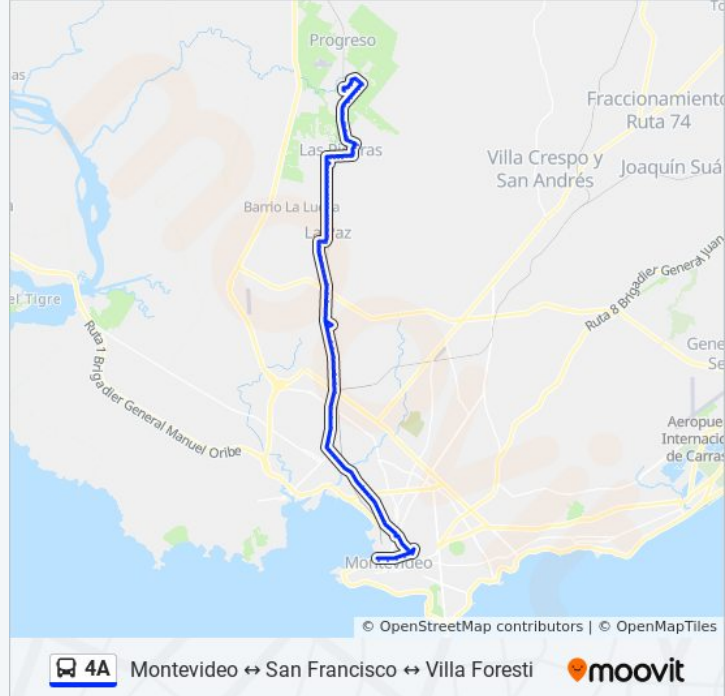 To
Progreso
as
Fraccionamiento
Ruta 74
Las Piedras
Villa Crespo y
San Andrés
Joaquín Suá
Barrio La Lucha
La Paz
el Tigre
Ruta 8 Brigadier General Juan
Ruta 1 Brigadier General Manuel Oribe
Gene
Se
Aeropue
Internacio
de Carras
Montevideo
© OpenStreetMap contributors | © OpenMapTiles
4A Montevideo ↔ San Francisco ↔ Villa Foresti moovit